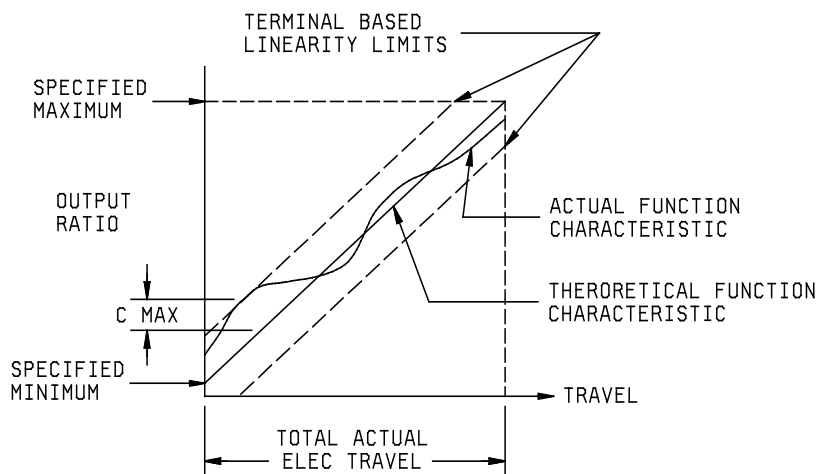 TERMINAL BASED
LINEARITY LIMITS
SPECIFIED
MAXIMUM
OUTPUT
RATIO
ACTUAL FUNCTION
CHARACTERISTIC
THERORETICAL FUNCTION
CHARACTERISTIC
C MAX
SPECIFIED
MINIMUM
TRAVEL
TOTAL ACTUAL
ELEC TRAVEL